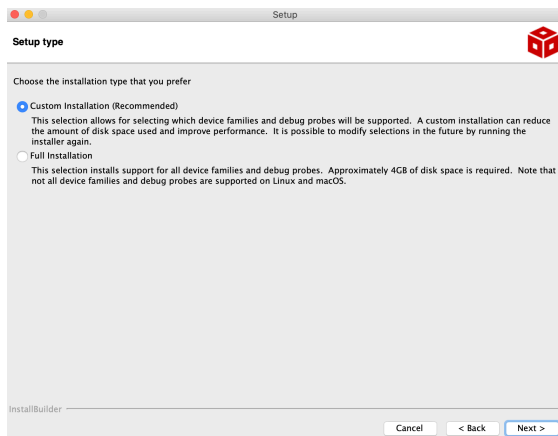 Setup
Setup type
Choose the installation type that you prefer
Custom Installation (Recommended)
This selection allows for selecting which device families and debug probes will be supported. A custom installation can reduce
the amount of disk space used and improve performance. It is possible to modify selections in the future by running the
installer again.
Full Installation
This selection installs support for all device families and debug probes. Approximately 4GB of disk space is required. Note that
not all device families and debug probes are supported on Linux and macOS.
InstallBuilder
Cancel
< Back
Next >